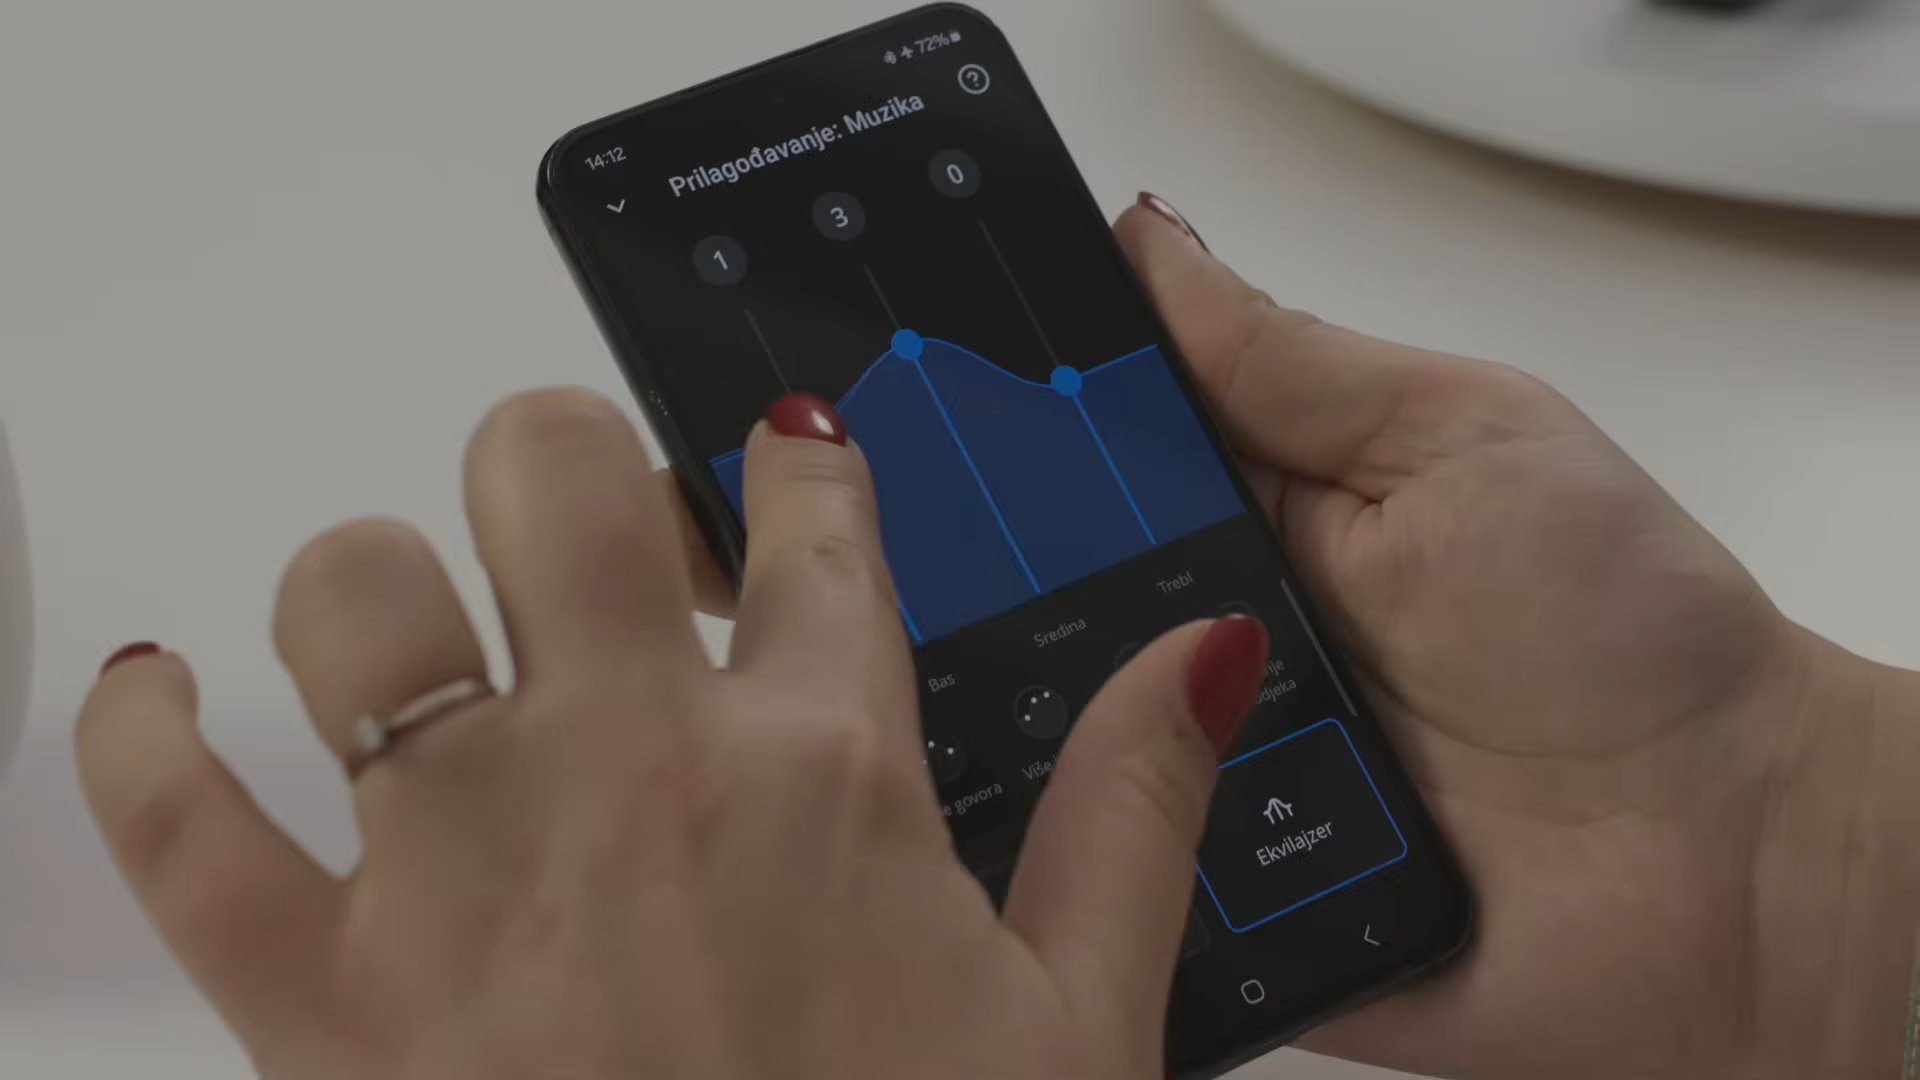 14:12
72%
Prilagođavanje: Muzika
1
3
0
Bas
Sredina
Trebl
govora
Više
Ekvilajzer